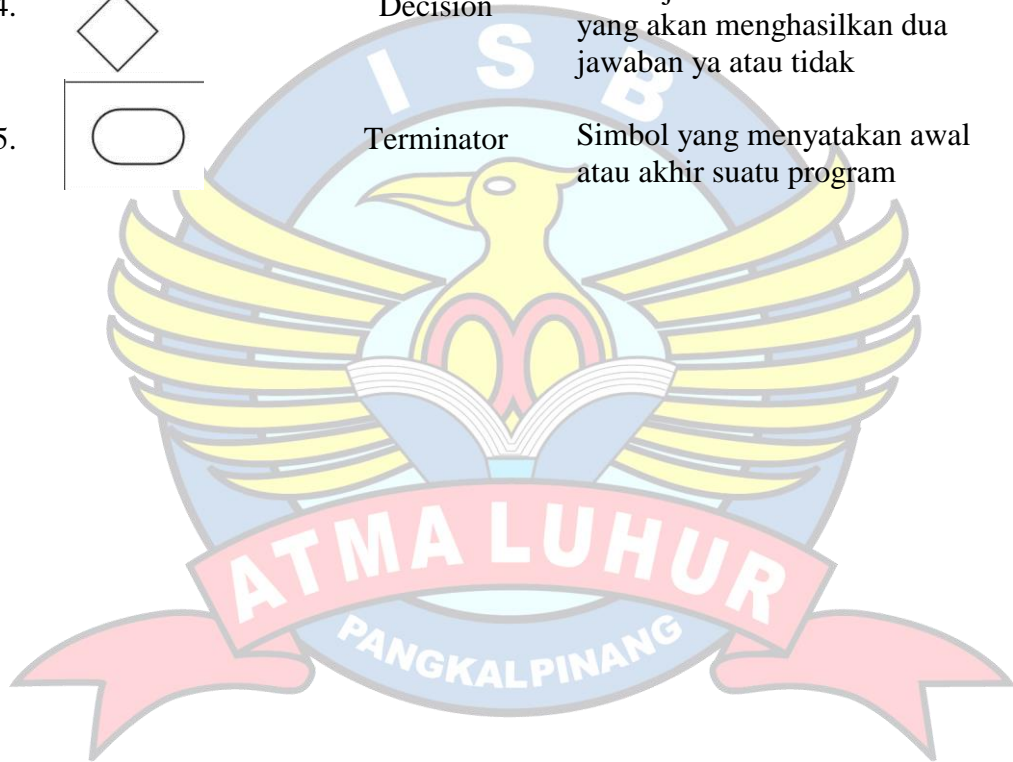 4. Decision
yang akan menghasilkan dua
jawaban ya atau tidak
5. Terminator Simbol yang menyatakan awal
atau akhir suatu program
I S B
ATMA LUHUR
PANGKALPINANG